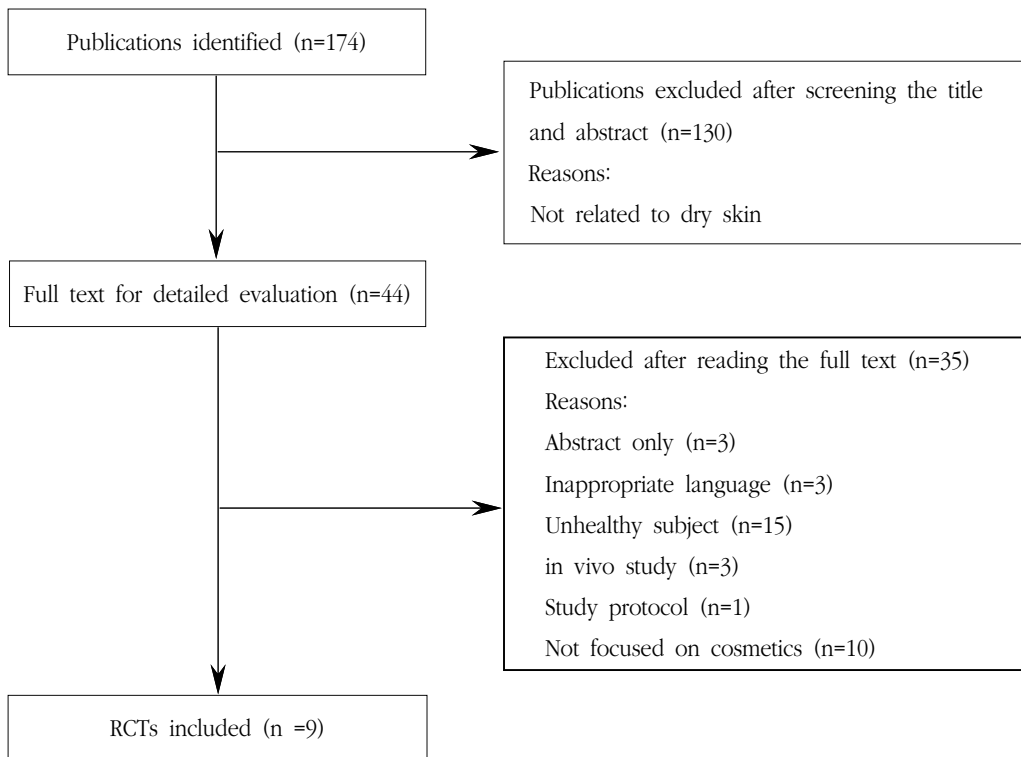 Publications identified (n=174)
Publications excluded after screening the title
and abstract (n=130)
Reasons:
Not related to dry skin
Full text for detailed evaluation (n=44)
Excluded after reading the full text (n=35)
Reasons:
Abstract only (n=3)
Inappropriate language (n=3)
Unhealthy subject (n=15)
in vivo study (n=3)
Study protocol (n=1)
Not focused on cosmetics (n=10)
RCTs included (n =9)